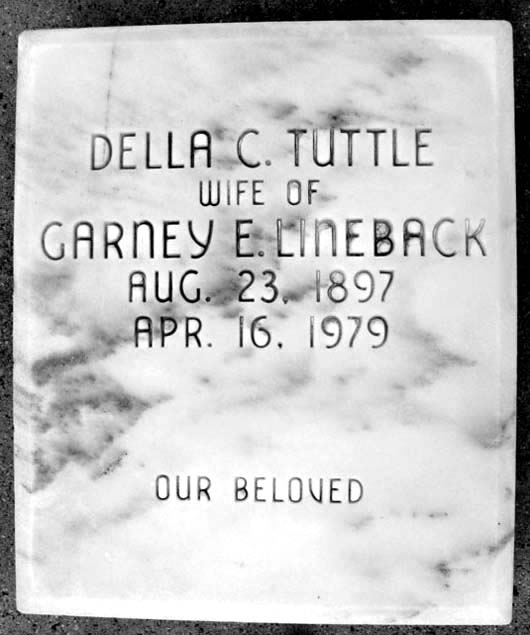 DELLA C. TUTTLE
WIFE OF
GARNEY E. LINEBACK
AUG. 23, 1897
APR. 16, 1979
OUR BELOVED